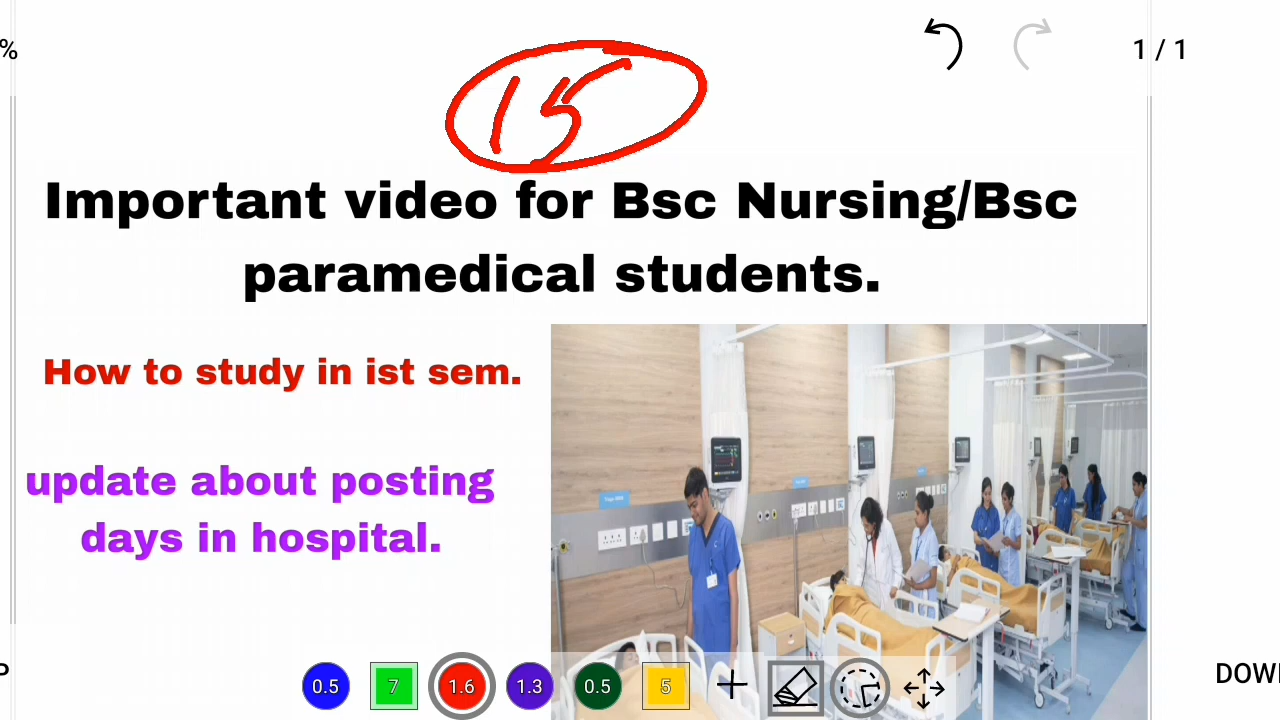 %
1 / 1
15
Important video for Bsc Nursing/Bsc
paramedical students.
How to study in ist sem.
update about posting
days in hospital.
0.5
7
1.6
1.3
0.5
5
P
DOW